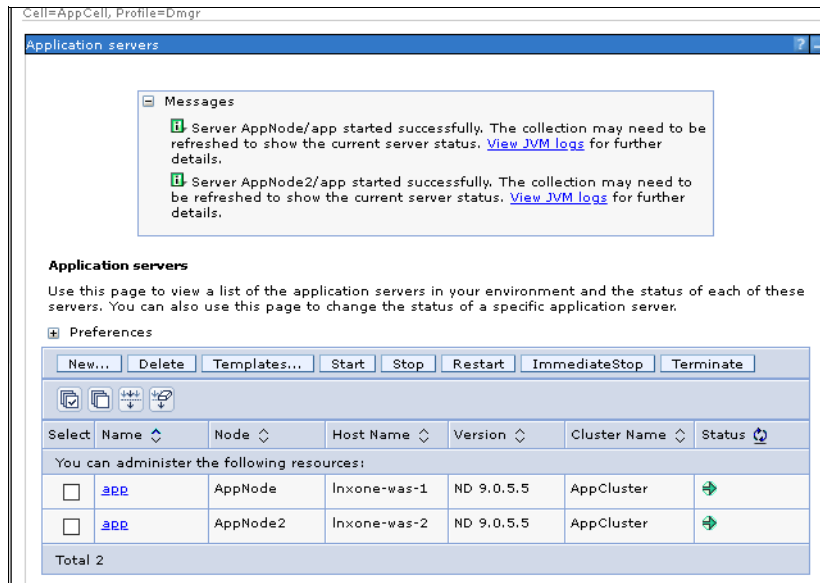 Cell=AppCell, Profile=Dmgr
Application servers
?
Messages
Server AppNode/app started successfully. The collection may need to be
refreshed to show the current server status. View JVM logs for further
details.
Server AppNode2/app started successfully. The collection may need to
be refreshed to show the current server status. View JVM logs for further
details.
Application servers
Use this page to view a list of the application servers in your environment and the status of each of these
servers. You can also use this page to change the status of a specific application server.
Preferences
New... Delete Templates... Start Stop Restart ImmediateStop Terminate
Select Name Node Host Name Version Cluster Name Status
You can administer the following resources:
app AppNode lnxone-was-1 ND 9.0.5.5 AppCluster
app AppNode2 lnxone-was-2 ND 9.0.5.5 AppCluster
Total 2